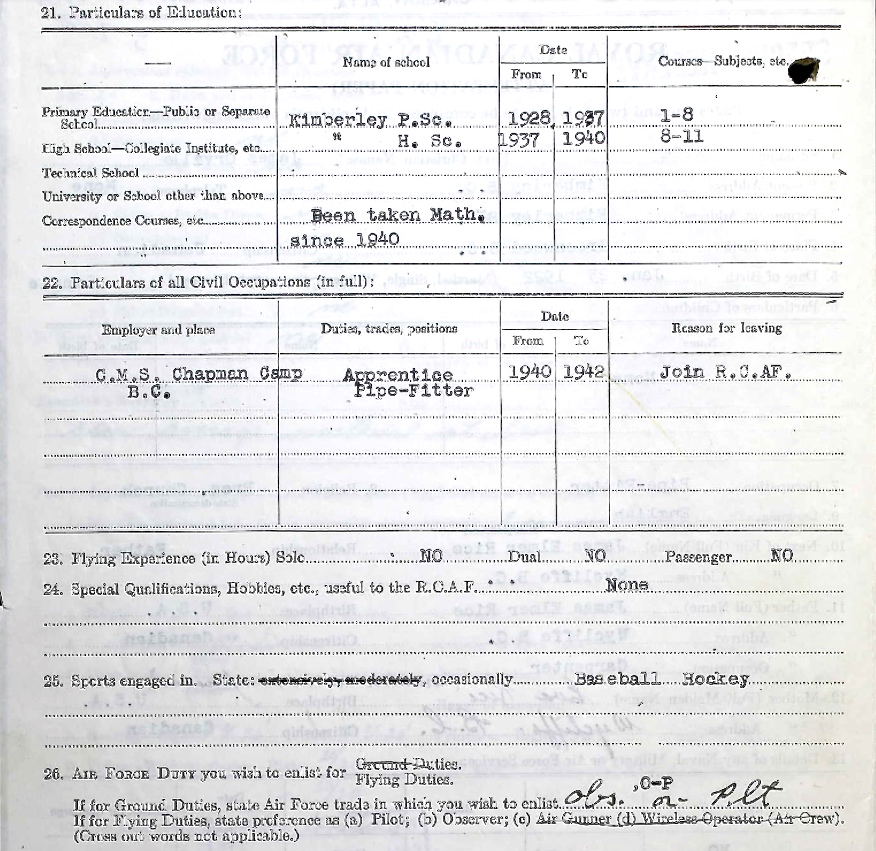 21. Particulars of Education:
Name of school
Date
From To
Courses—Subjects, etc.
Primary Education—Public or Separate School
Kimberley P.Sc. 1928 1937 1-8
High School—Collegiate Institute, etc.
" H. Sc. 1937 1940 8-11
Technical School
University or School other than above
Correspondence Courses, etc. Been taken Math.
since 1940
22. Particulars of all Civil Occupations (in full):
Employer and place Duties, trades, positions Date Reason for leaving
From To
C.M.S. Chapman Camp Apprentice 1940 1942 Join R.C.AF.
B.C. Pipe-Fitter
23. Flying Experience (in Hours) Solo NO Dual NO Passenger NO
24. Special Qualifications, Hobbies, etc., useful to the R.C.A.F. None
25. Sports engaged in. State: extensively, moderately, occasionally Baseball Hockey
26. AIR FORCE DUTY you wish to enlist for Ground Duties.
Flying Duties.
,O-P
If for Ground Duties, state Air Force trade in which you wish to enlist. obs. or plt
If for Flying Duties, state preference as (a) Pilot; (b) Observer; (c) Air Gunner (d) Wireless Operator (Air Crew).
(Cross out words not applicable.)